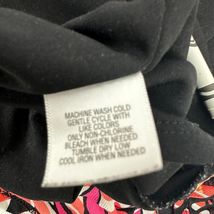 MACHINE WASH COLD
GENTLE CYCLE WITH
LIKE COLORS
ONLY NON-CHLORINE
BLEACH WHEN NEEDED
TUMBLE DRY LOW
COOL IRON WHEN NEEDED